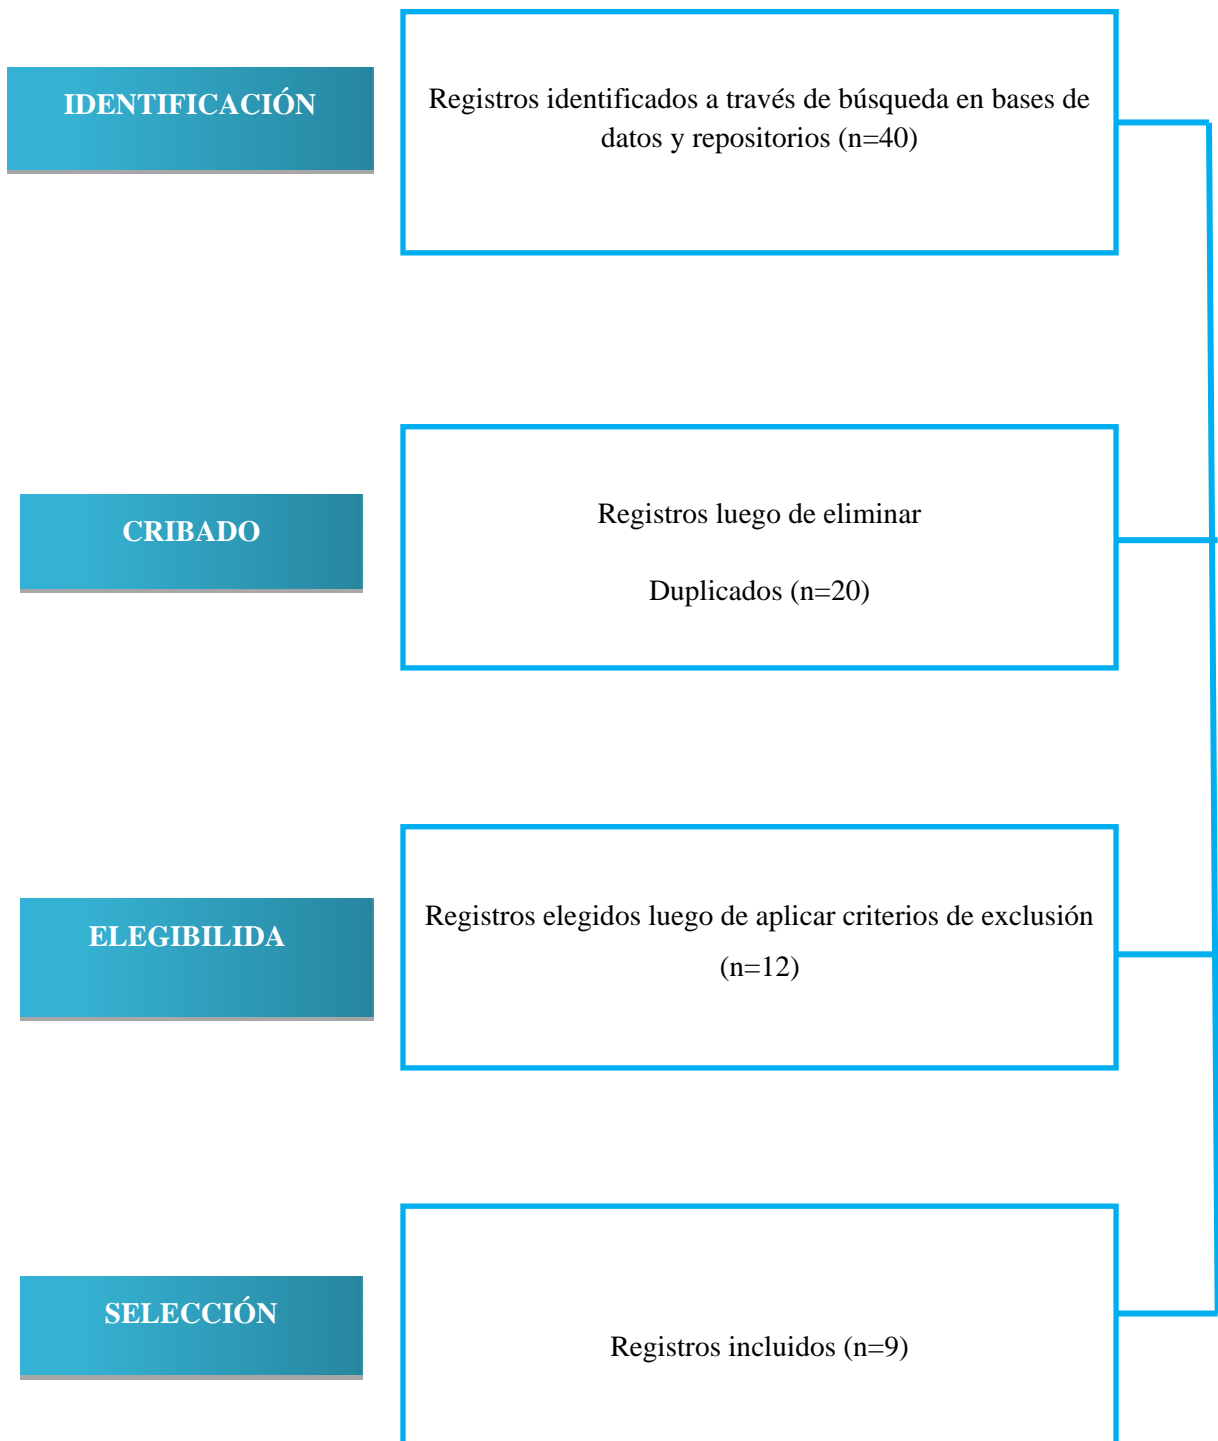 IDENTIFICACIÓN
Registros identificados a través de búsqueda en bases de
datos y repositorios (n=40)
CRIBADO
Registros luego de eliminar
Duplicados (n=20)
ELEGIBILIDA
Registros elegidos luego de aplicar criterios de exclusión
(n=12)
SELECCIÓN
Registros incluidos (n=9)